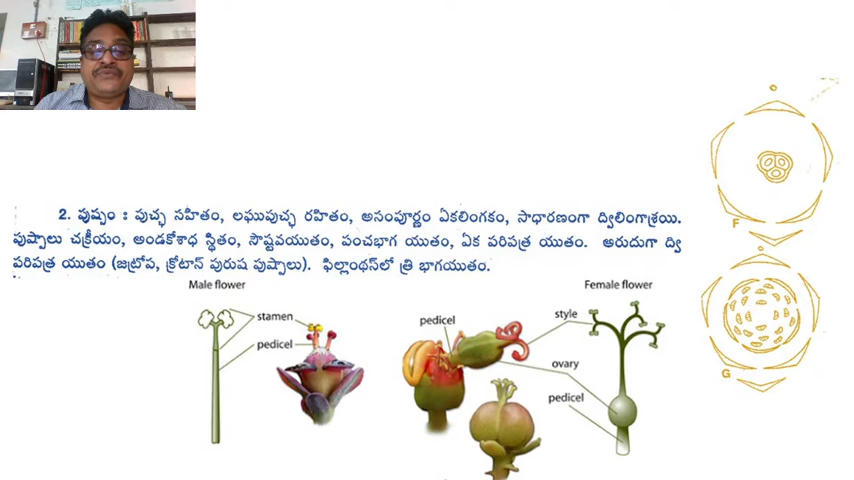 2. పుష్పం : పుచ్ఛ సహితం, లఘుపుచ్ఛ రహితం, అసంపూర్ణం ఏకలింగకం, సాధారణంగా ద్విలింగాశ్రయి.
పుష్పాలు చక్రీయం, అండకోశాధ స్థితం, సౌష్టవయుతం, పంచభాగ యుతం, ఏక పరిపత్ర యుతం. అరుదుగా ద్వి
పరిపత్ర యుతం (జట్రోప, క్రోటాన్ పురుష పుష్పాలు). ఫిల్లాంథస్‌లో త్రి భాగయుతం.
Male flower
Female flower
stamen
pedicel
pedicel
style
ovary
pedicel
F
G